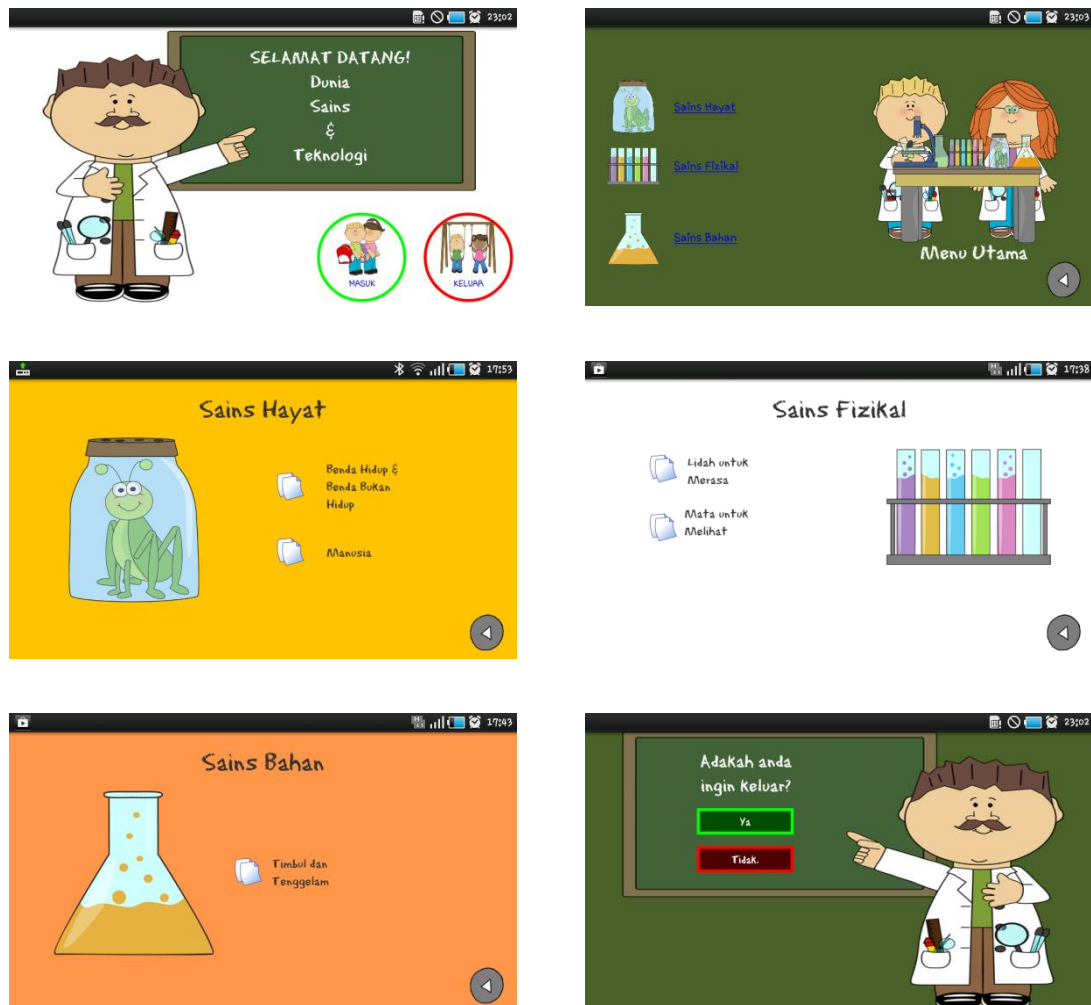 23:02
SELAMAT DATANG!
Dunia
Sains
&
Teknologi
MASUK
KELUAR
23:03
Sains Hayat
Sains Fizikal
Sains Bahan
Menu Utama
17:53
Sains Hayat
Benda Hidup &
Benda Bukan
Hidup
Manusia
17:38
Sains Fizikal
Lidah untuk
Merasa
Mata untuk
Melihat
17:43
Sains Bahan
Timbul dan
Tenggelam
23:02
Adakah anda
ingin keluar?
Ya
Tidak.